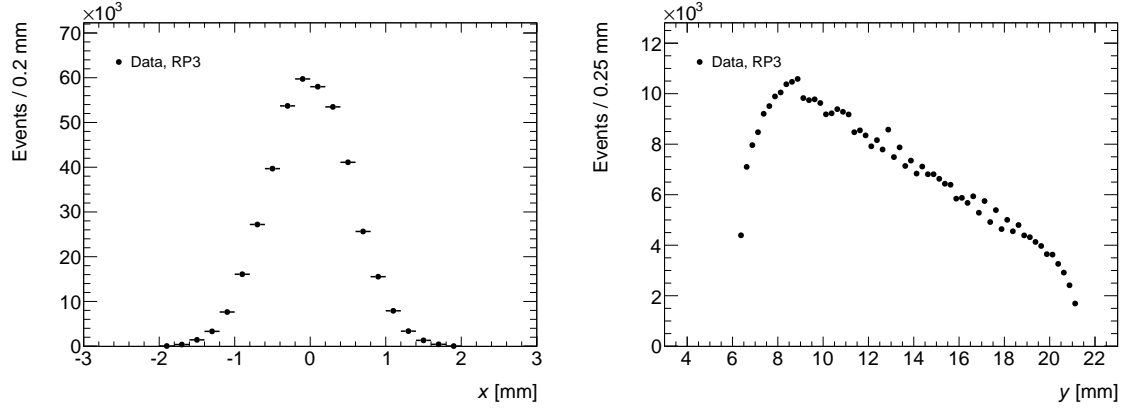 ×10³
70
60
50
40
30
20
10
0
Events / 0.2 mm
Data, RP3
-3 -2 -1 0 1 2 3
x [mm]
×10³
12
10
8
6
4
2
0
Events / 0.25 mm
Data, RP3
4 6 8 10 12 14 16 18 20 22
y [mm]